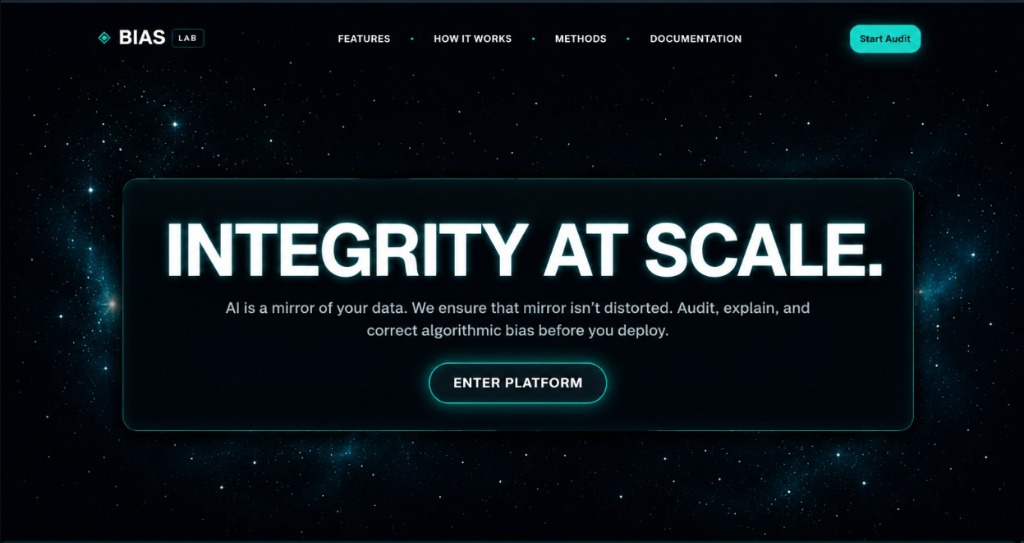 BIAS LAB
FEATURES • HOW IT WORKS • METHODS • DOCUMENTATION
Start Audit
INTEGRITY AT SCALE.
AI is a mirror of your data. We ensure that mirror isn't distorted. Audit, explain, and
correct algorithmic bias before you deploy.
ENTER PLATFORM